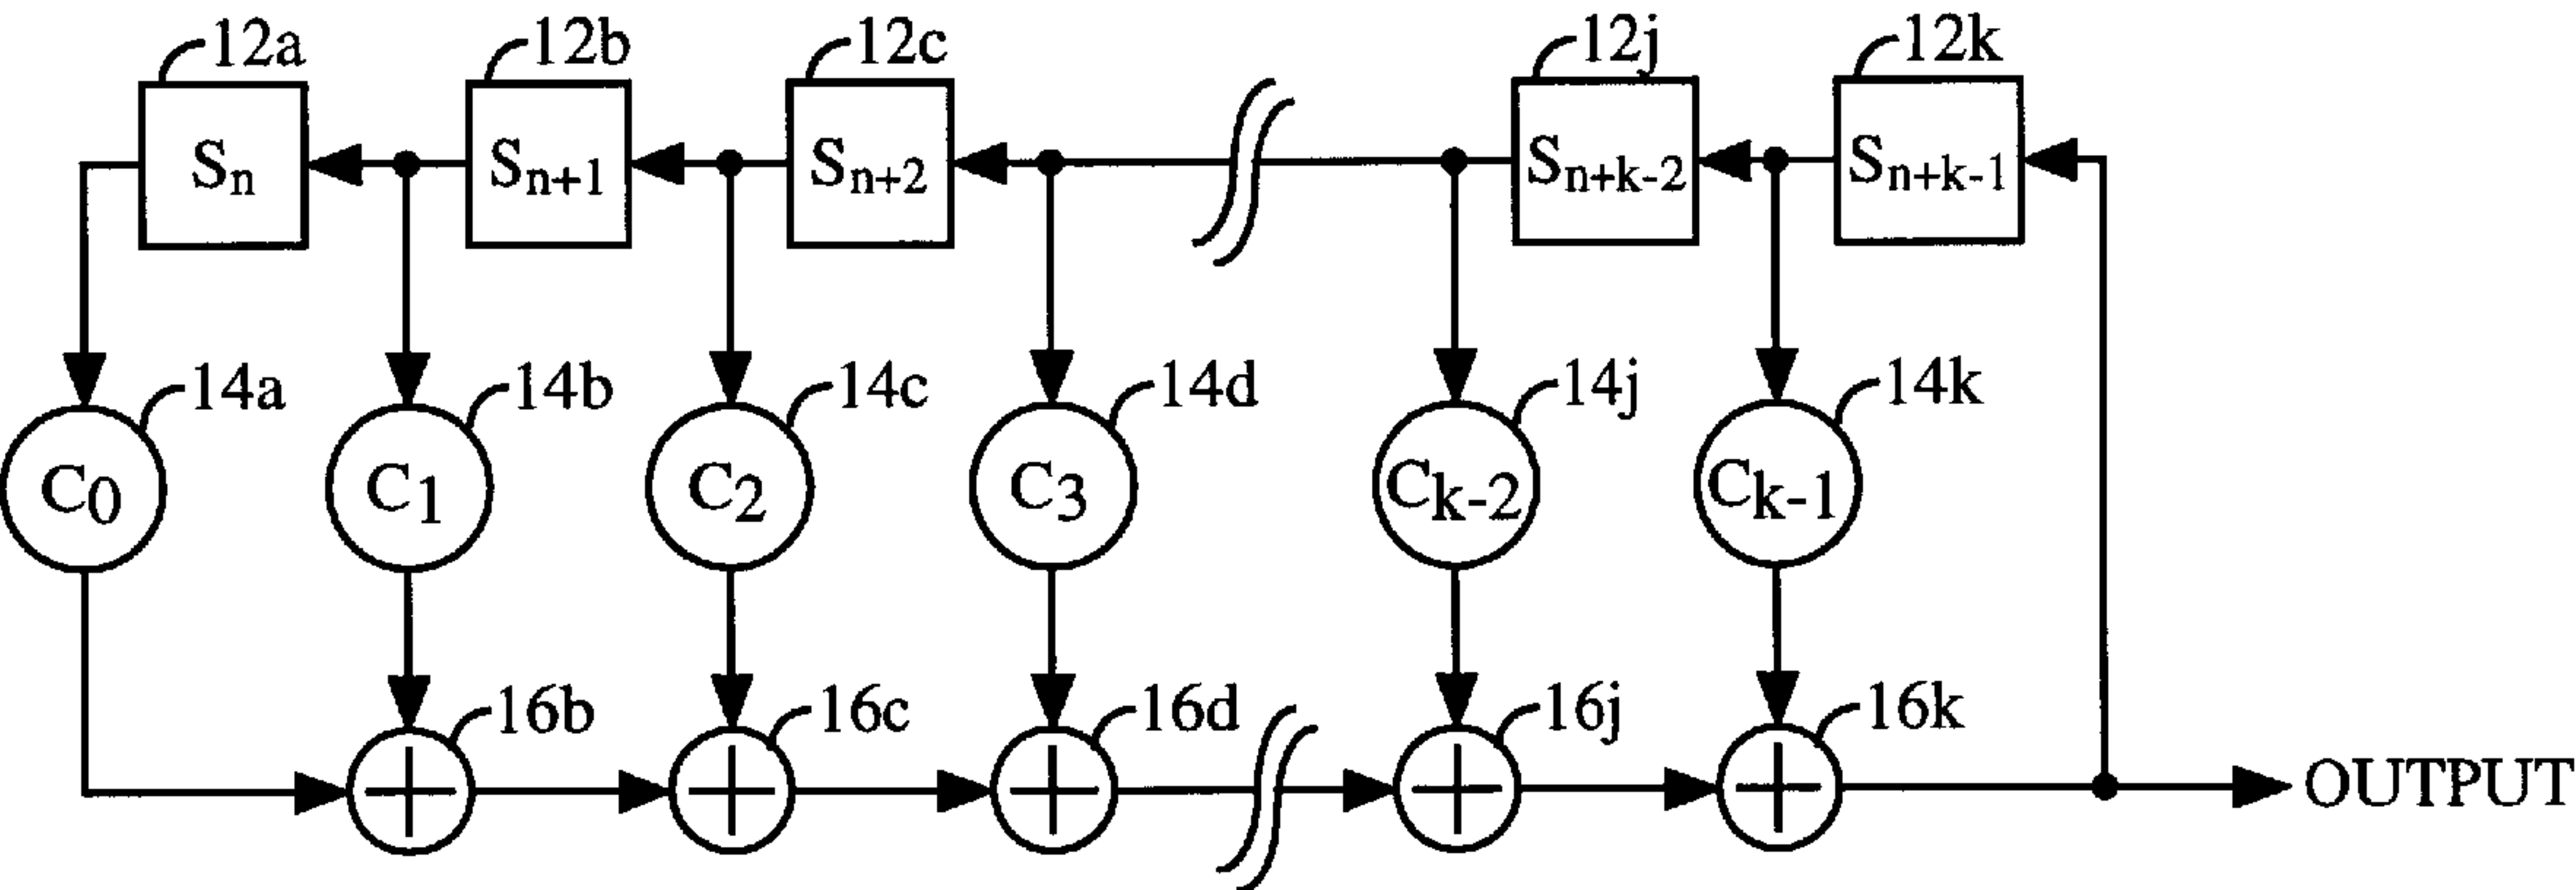 12a 12b 12c 12j 12k
Sn Sn+1 Sn+2 Sn+k-2 Sn+k-1
14a 14b 14c 14d 14j 14k
C0 C1 C2 C3 Ck-2 Ck-1
16b 16c 16d 16j 16k
+ + + + + OUTPUT